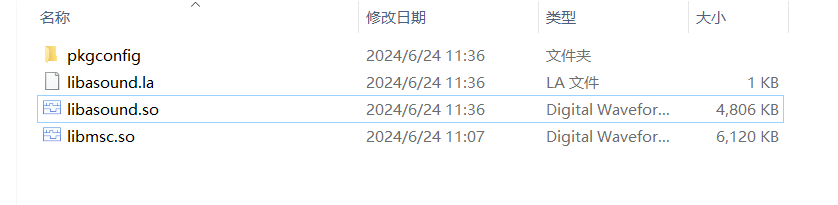 名称 修改日期 类型 大小
pkgconfig 2024/6/24 11:36 文件夹
libasound.la 2024/6/24 11:36 LA 文件 1 KB
libasound.so 2024/6/24 11:36 Digital Wavefor... 4,806 KB
libmsc.so 2024/6/24 11:07 Digital Wavefor... 6,120 KB